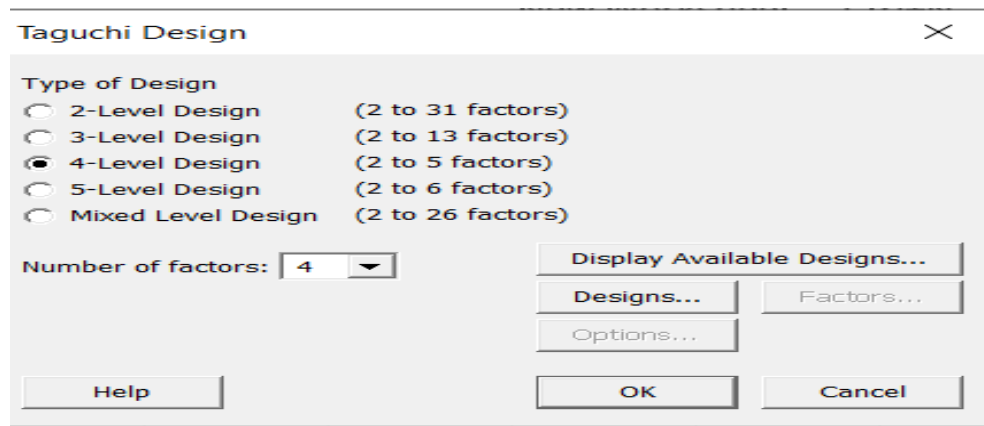 Taguchi Design
Type of Design
2-Level Design (2 to 31 factors)
3-Level Design (2 to 13 factors)
4-Level Design (2 to 5 factors)
5-Level Design (2 to 6 factors)
Mixed Level Design (2 to 26 factors)
Number of factors: 4
Display Available Designs...
Designs... Factors...
Options...
Help OK Cancel